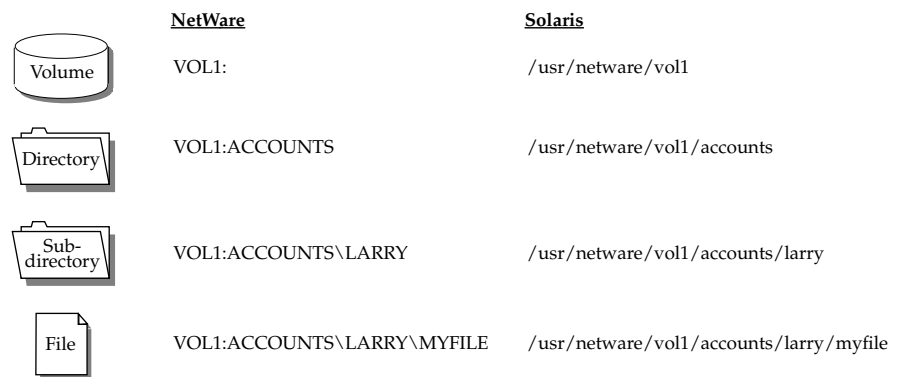 NetWare Solaris
Volume VOL1: /usr/netware/vol1
Directory VOL1:ACCOUNTS /usr/netware/vol1/accounts
Sub-
directory VOL1:ACCOUNTS\LARRY /usr/netware/vol1/accounts/larry
File VOL1:ACCOUNTS\LARRY\MYFILE /usr/netware/vol1/accounts/larry/myfile